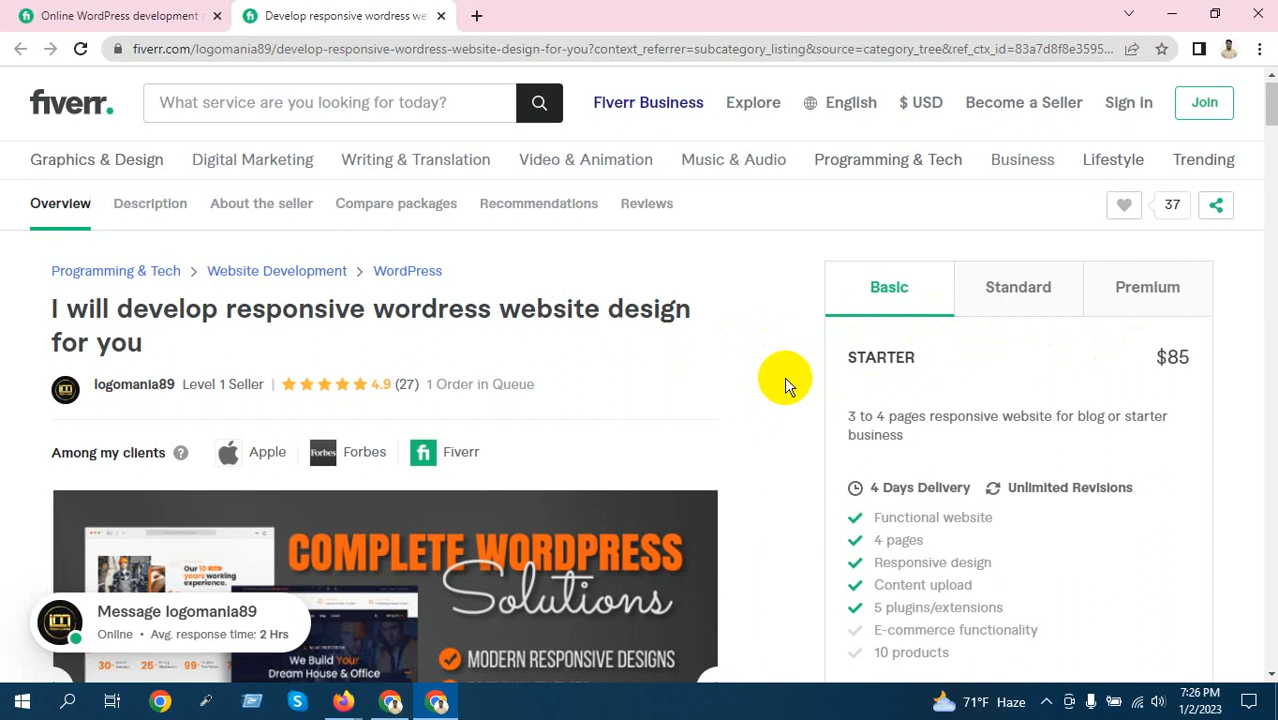 Online WordPress development s
Develop responsive wordress we
fiverr.com/logomania89/develop-responsive-wordress-website-design-for-you?context_referrer=subcategory_listing&source=category_tree&ref_ctx_id=83a7d8f8e3595...
fiverr.
What service are you looking for today?
Fiverr Business
Explore
English
$ USD
Become a Seller
Sign In
Join
Graphics & Design
Digital Marketing
Writing & Translation
Video & Animation
Music & Audio
Programming & Tech
Business
Lifestyle
Trending
Overview
Description
About the seller
Compare packages
Recommendations
Reviews
37
Programming & Tech > Website Development > WordPress
I will develop responsive wordress website design
for you
logomania89 Level 1 Seller | 4.9 (27) 1 Order in Queue
Among my clients
Apple
Forbes Forbes
fi Fiverr
COMPLETE WORDPRESS
Solutions
MODERN RESPONSIVE DESIGNS
Our 10
years working
experience.
We Build Your
Dream House & Office
Message logomania89
Online • Avg. response time: 2 Hrs
Basic
Standard
Premium
STARTER $85
3 to 4 pages responsive website for blog or starter
business
4 Days Delivery
Unlimited Revisions
Functional website
4 pages
Responsive design
Content upload
5 plugins/extensions
E-commerce functionality
10 products
71°F Haze
7:26 PM
1/2/2023